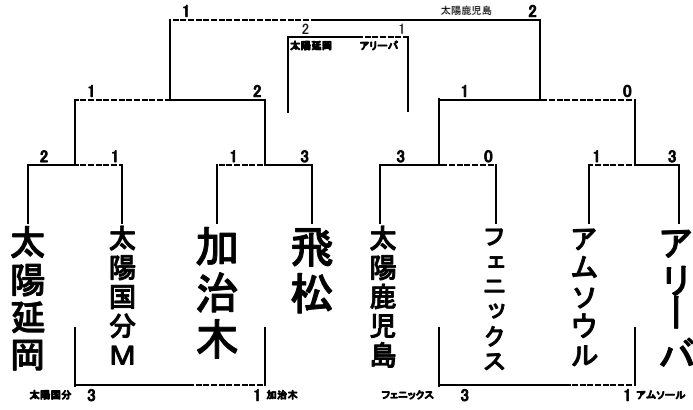 1 太陽鹿児島 2
2 1
太陽延岡 アリーバ
1 2 1 0
2 1 1 3 3 0 1 3
太陽延岡
太陽国分M
加治木
飛松
太陽鹿児島
フェニックス
アムソウル
アリーバ
太陽国分 3 1 加治木 フェニックス 3 1 アムソール